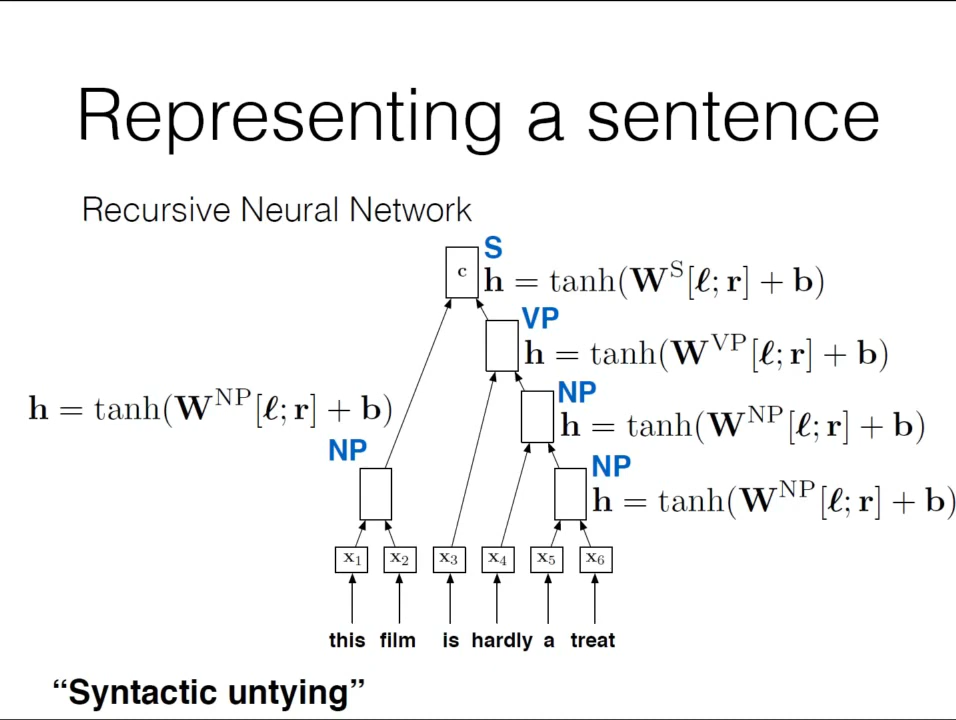 Representing a sentence
Recursive Neural Network
S
c
h = tanh(W^S[ℓ; r] + b)
VP
h = tanh(W^VP[ℓ; r] + b)
NP
h = tanh(W^NP[ℓ; r] + b)
h = tanh(W^NP[ℓ; r] + b)
NP
NP
h = tanh(W^NP[ℓ; r] + b)
x₁ x₂ x₃ x₄ x₅ x₆
this film is hardly a treat
“Syntactic untying”